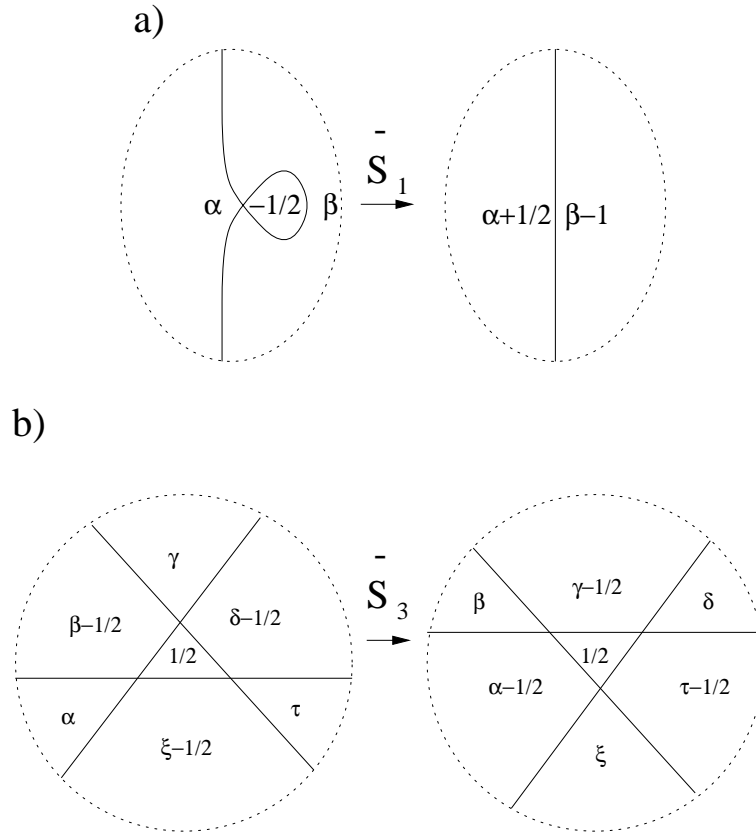 a)
α −1/2 β
S̄ 1
α+1/2 β−1
b)
γ
β−1/2 δ−1/2
1/2
α τ
ξ−1/2
S̄ 3
γ−1/2
β δ
1/2
α−1/2 τ−1/2
ξ